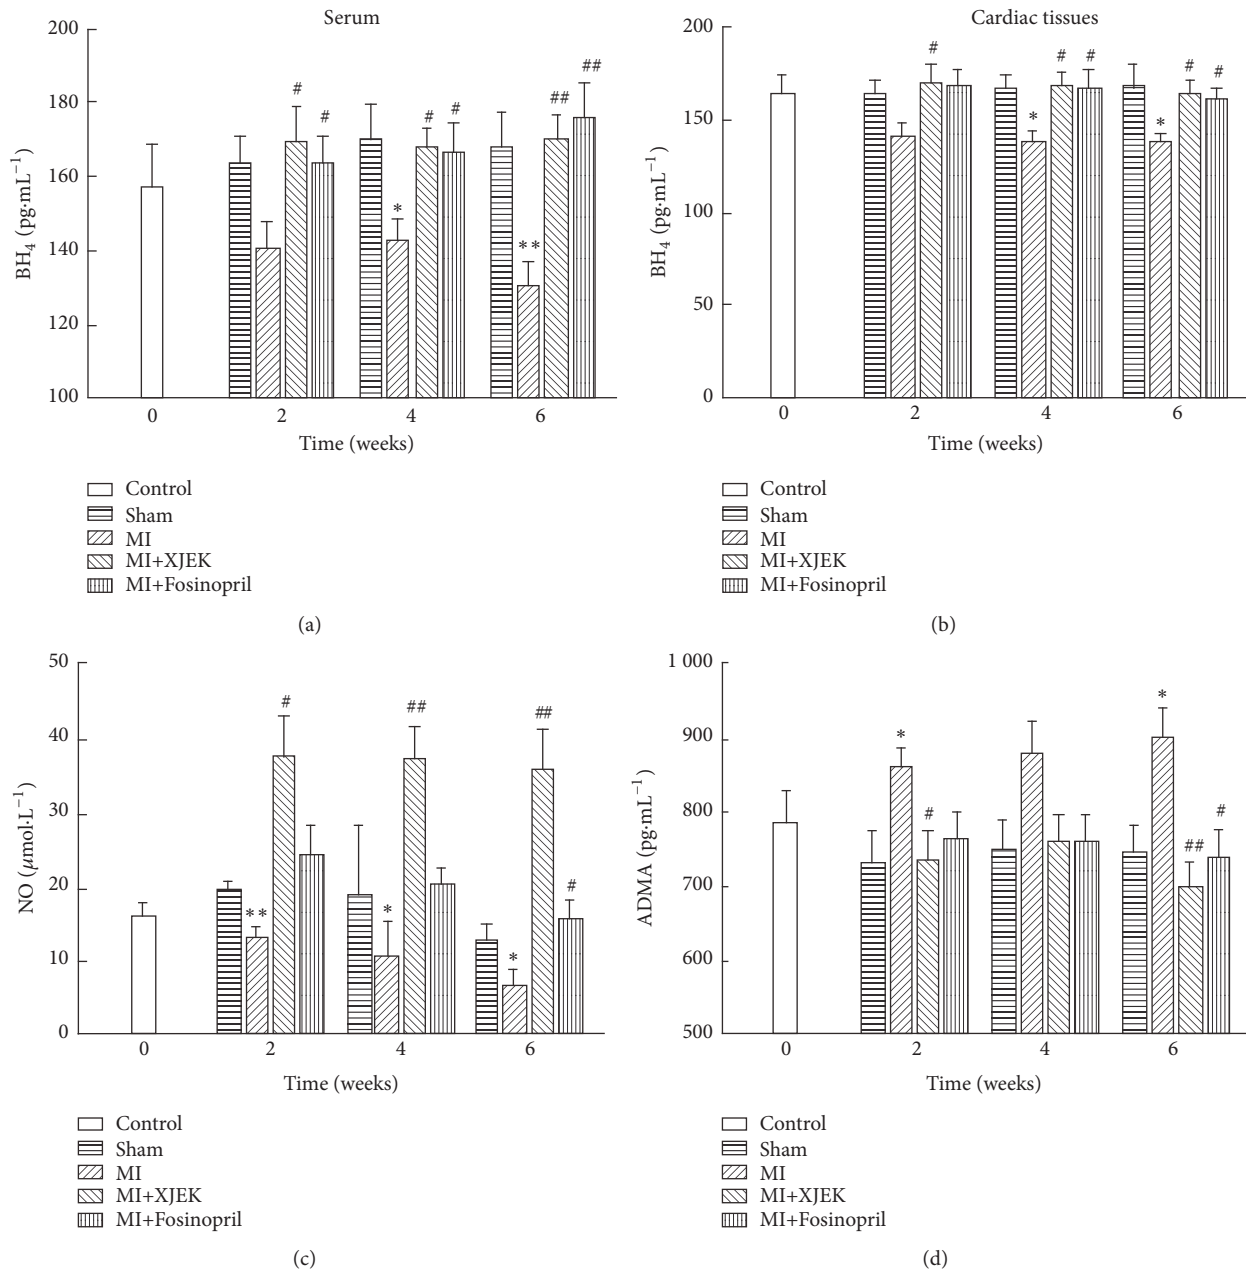 Serum
200
180
160
140
120
100
BH4 (pg·mL−1)
# # * # # ** ## ##
0 2 4 6
Time (weeks)
Control
Sham
MI
MI+XJEK
MI+Fosinopril
(a)
Cardiac tissues
200
150
100
50
0
BH4 (pg·mL−1)
# * # # * # #
0 2 4 6
Time (weeks)
Control
Sham
MI
MI+XJEK
MI+Fosinopril
(b)
50
40
30
20
10
0
NO (μmol·L−1)
** # * ## * ## #
0 2 4 6
Time (weeks)
Control
Sham
MI
MI+XJEK
MI+Fosinopril
(c)
1 000
900
800
700
600
500
ADMA (pg·mL−1)
* # * ## #
0 2 4 6
Time (weeks)
Control
Sham
MI
MI+XJEK
MI+Fosinopril
(d)